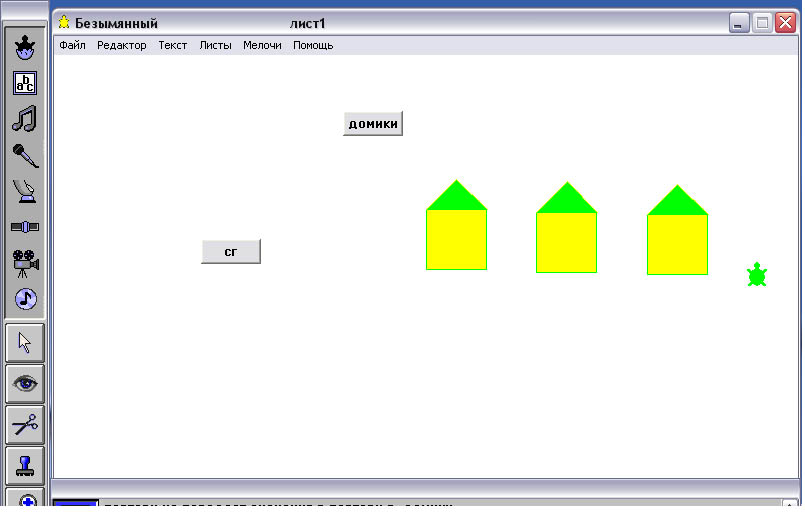 Безымянный лист1
Файл Редактор Текст Листы Мелочи Помощь
a b c
домики
сг